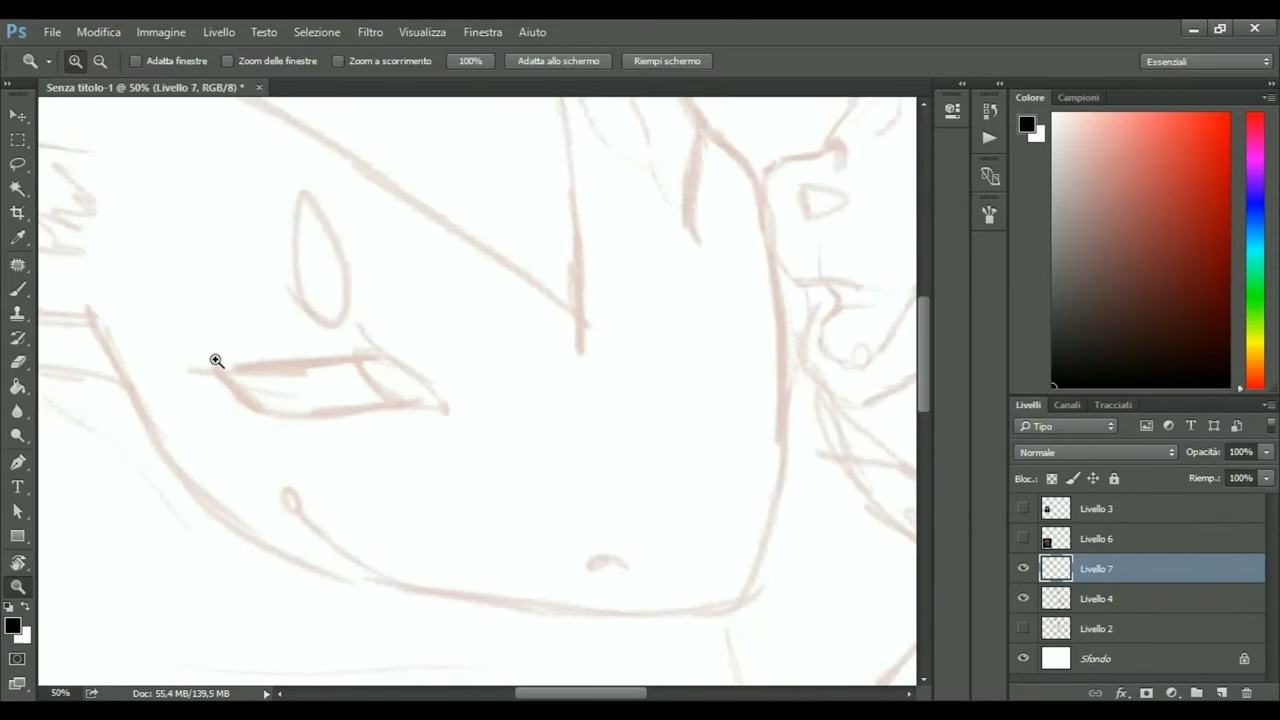 Ps File Modifica Immagine Livello Testo Selezione Filtro Visualizza Finestra Aiuto
Adatta finestre Zoom delle finestre Zoom a scorrimento 100% Adatta allo schermo Riempi schermo Essenziali
Senza titolo-1 @ 50% (Livello 7, RGB/8) *
Colore Campioni
Livelli Canali Tracciati
Tipo
Normale Opacità: 100%
Bloc.: Riemp.: 100%
Livello 3
Livello 6
Livello 7
Livello 4
Livello 2
Sfondo
50% Doc: 55,4 MB/139,5 MB